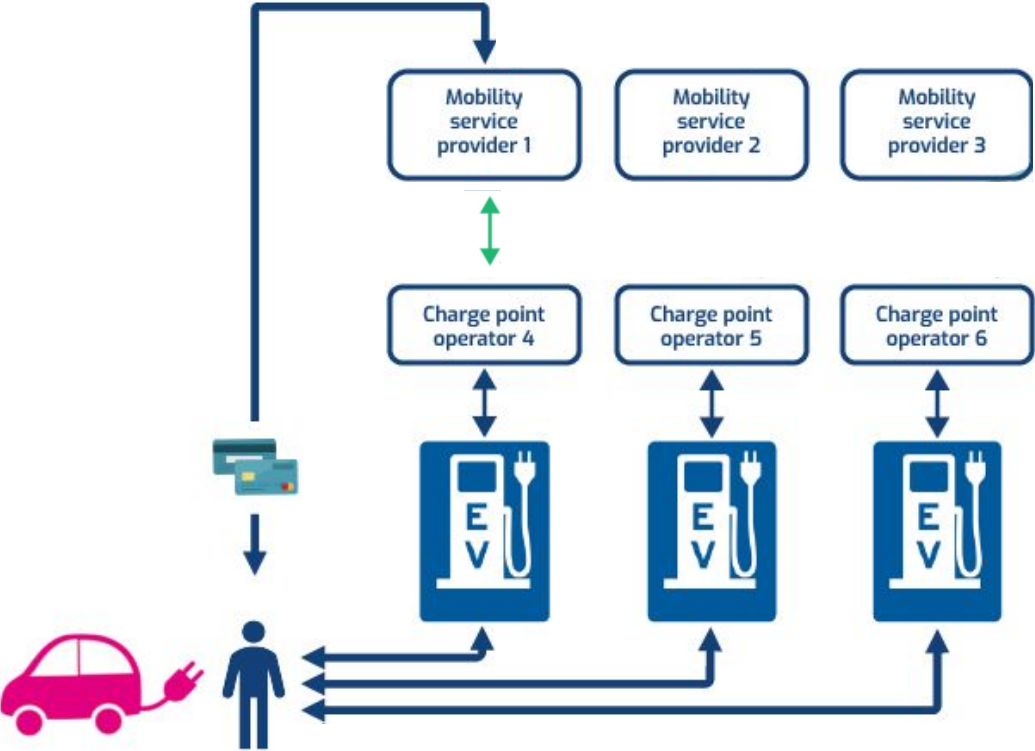 Mobility
service
provider 1
Mobility
service
provider 2
Mobility
service
provider 3
Charge point
operator 4
Charge point
operator 5
Charge point
operator 6
E
V
E
V
E
V